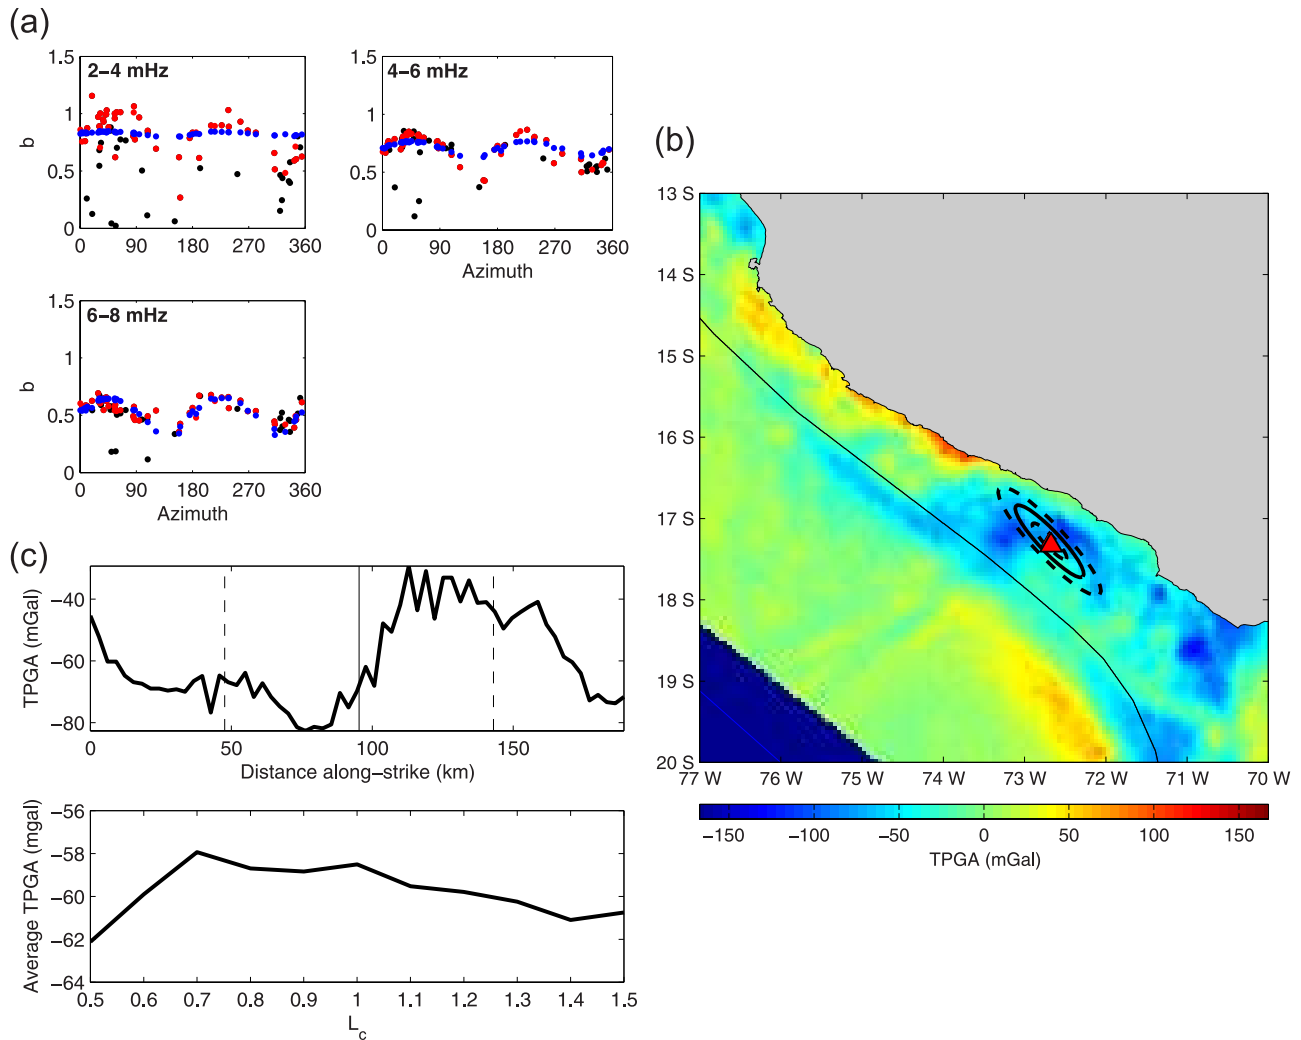 (a)
1.5
1
0.5
0
b
2−4 mHz
0 90 180 270 360
1.5
1
0.5
0
4−6 mHz
0 90 180 270 360
Azimuth
1.5
1
0.5
0
b
6−8 mHz
0 90 180 270 360
Azimuth
(b)
13 S
14 S
15 S
16 S
17 S
18 S
19 S
20 S
77 W 76 W 75 W 74 W 73 W 72 W 71 W 70 W
−150 −100 −50 0 50 100 150
TPGA (mGal)
(c)
TPGA (mGal)
−40
−60
−80
0 50 100 150
Distance along−strike (km)
Average TPGA (mgal)
−56
−58
−60
−62
−64
0.5 0.6 0.7 0.8 0.9 1 1.1 1.2 1.3 1.4 1.5
Lc